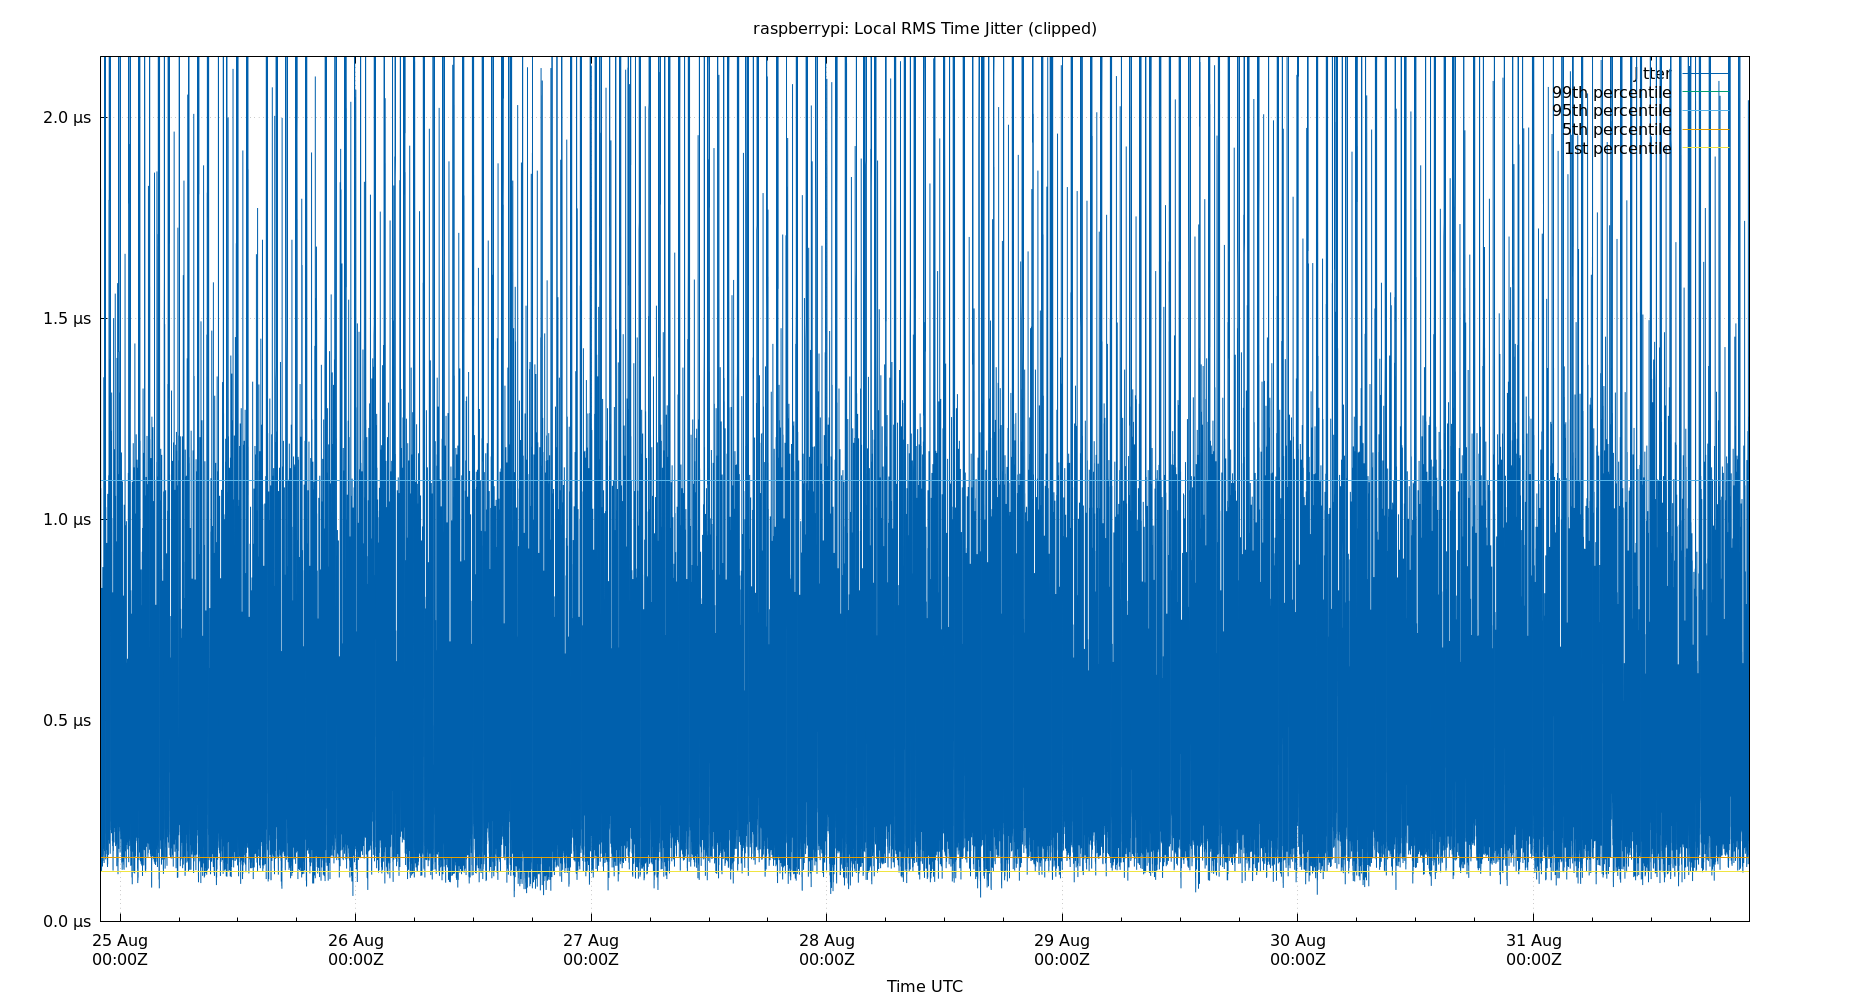 raspberrypi: Local RMS Time Jitter (clipped)
jitter
99th percentile
95th percentile
5th percentile
1st percentile
2.0 µs
1.5 µs
1.0 µs
0.5 µs
0.0 µs
25 Aug 26 Aug 27 Aug 28 Aug 29 Aug 30 Aug 31 Aug
00:00Z 00:00Z 00:00Z 00:00Z 00:00Z 00:00Z 00:00Z
Time UTC